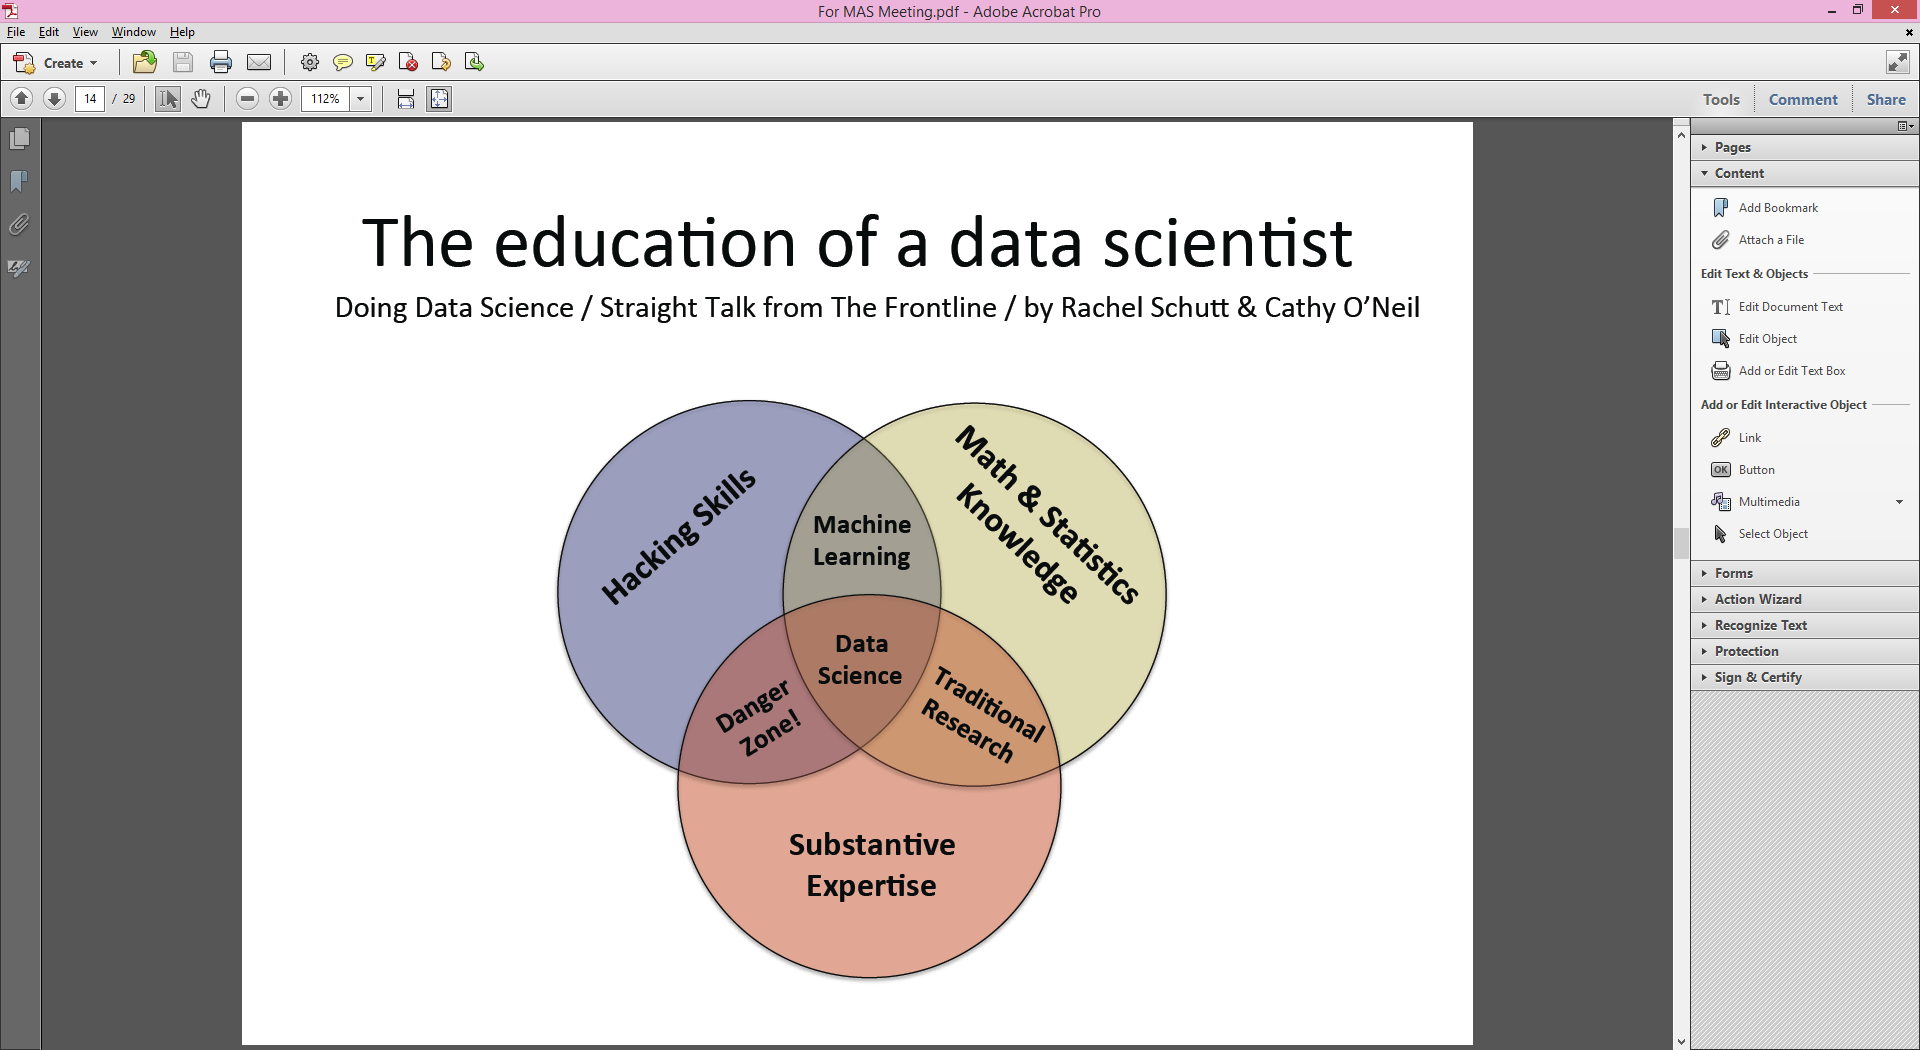 For MAS Meeting.pdf - Adobe Acrobat Pro
File Edit View Window Help
Create
14 / 29 112% Tools Comment Share
The education of a data scientist
Doing Data Science / Straight Talk from The Frontline / by Rachel Schutt & Cathy O’Neil
Hacking Skills
Math & Statistics
Knowledge
Machine
Learning
Data
Science
Danger
Zone!
Traditional
Research
Substantive
Expertise
Pages
Content
Add Bookmark
Attach a File
Edit Text & Objects
Edit Document Text
Edit Object
Add or Edit Text Box
Add or Edit Interactive Object
Link
OK Button
Multimedia
Select Object
Forms
Action Wizard
Recognize Text
Protection
Sign & Certify